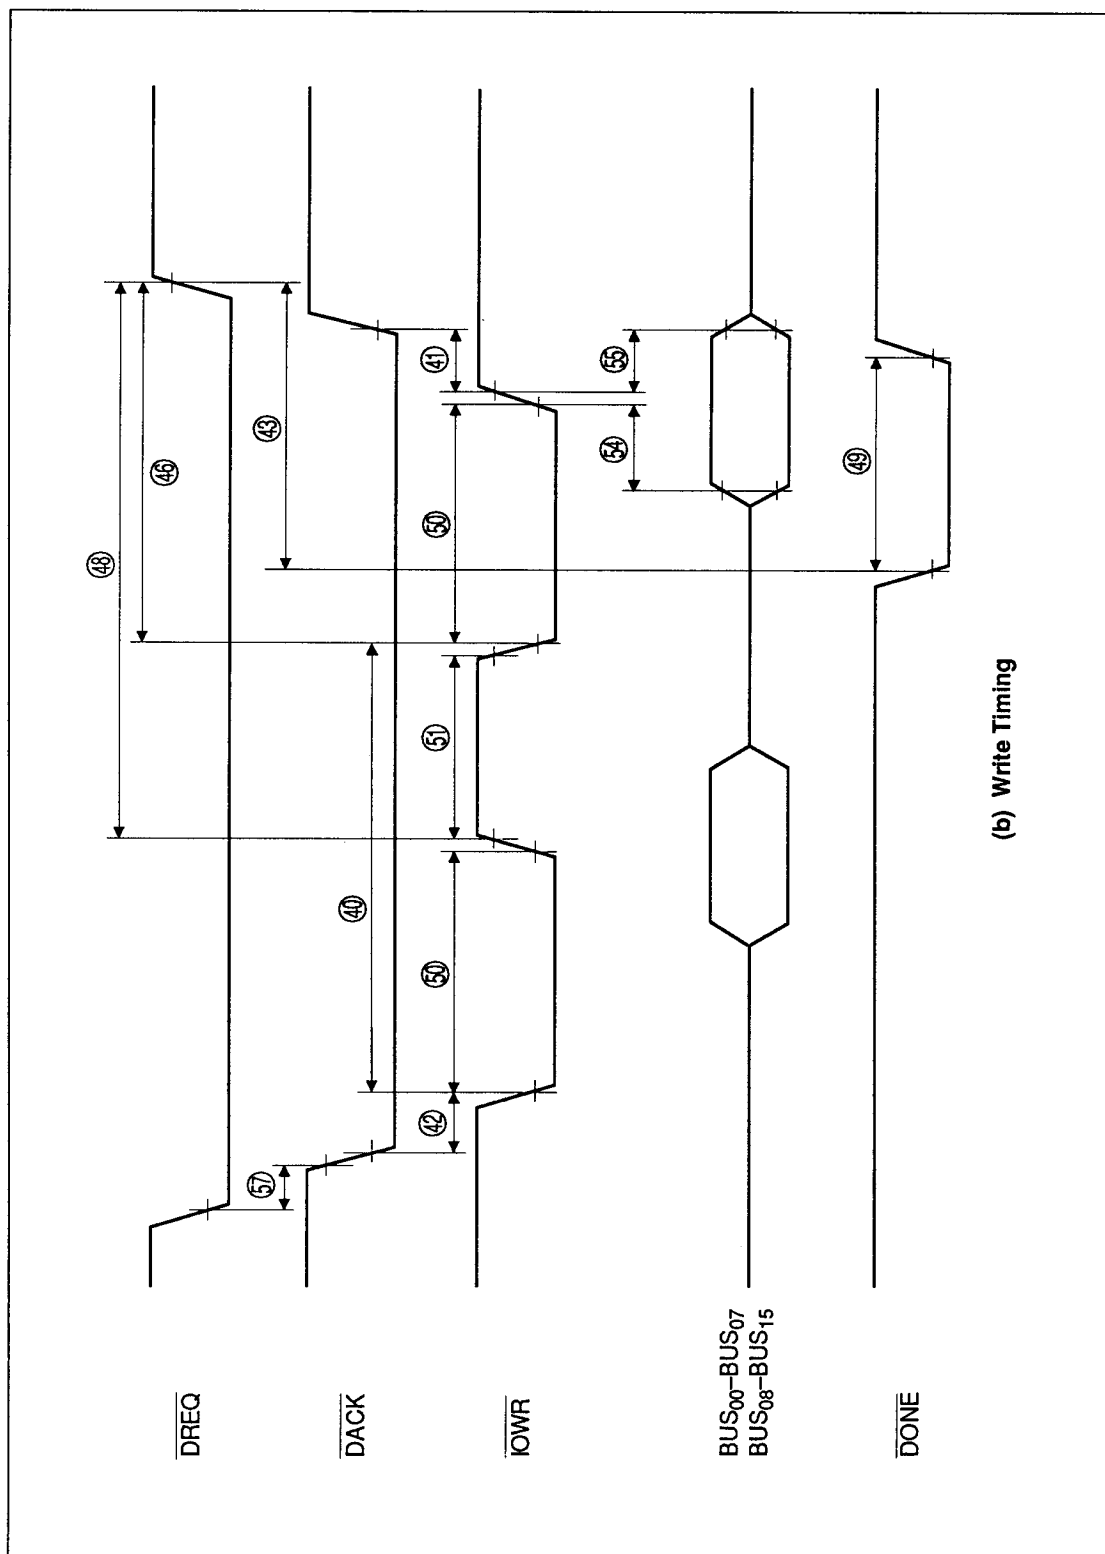 ㊽
㊻
DREQ
57
㊸
㊵
DACK
㊷ ㊿ 51 ㊿ ㊶
IOWR
54 55
BUS₀₀–BUS₀₇
BUS₀₈–BUS₁₅
㊾
DONE
(b) Write Timing